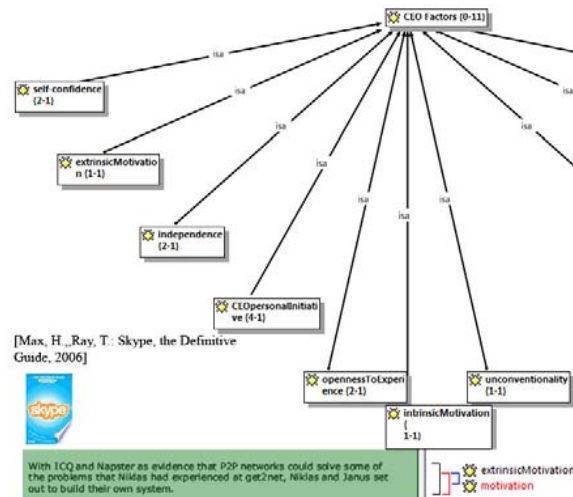 CEO Factors (0-11)
isa
isa
isa
isa
isa
isa
isa
isa
isa
self-confidence
(2-1)
extrinsicMotivatio
n (1-1)
independence
(2-1)
CEOpersonalInitiati
ve (4-1)
[Max, H.,,Ray, T.: Skype, the Definitive
Guide, 2006]
opennesToExperi
ence (2-1)
unconventionality
(1-1)
intrinsicMotivation
(
1-1)
skype
With ICQ and Napster as evidence that P2P networks could solve some of
the problems that Niklas had experienced at get2net, Niklas and Janus set
out to build their own system.
extrinsicMotivation
motivation